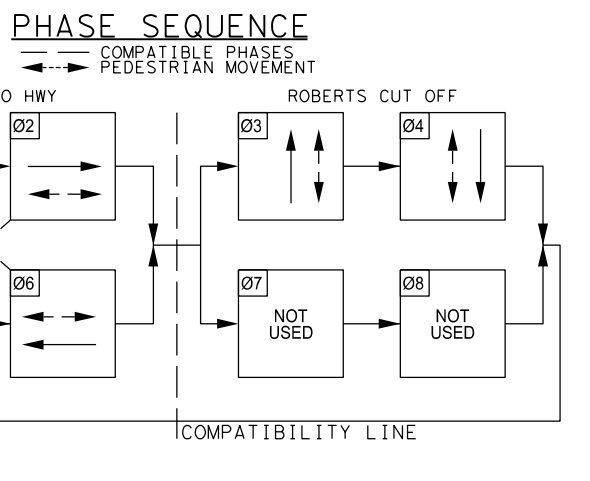 PHASE SEQUENCE
COMPATIBLE PHASES
PEDESTRIAN MOVEMENT
O HWY
ROBERTS CUT OFF
Ø2
Ø3
Ø4
Ø6
Ø7
NOT
USED
Ø8
NOT
USED
COMPATIBILITY LINE